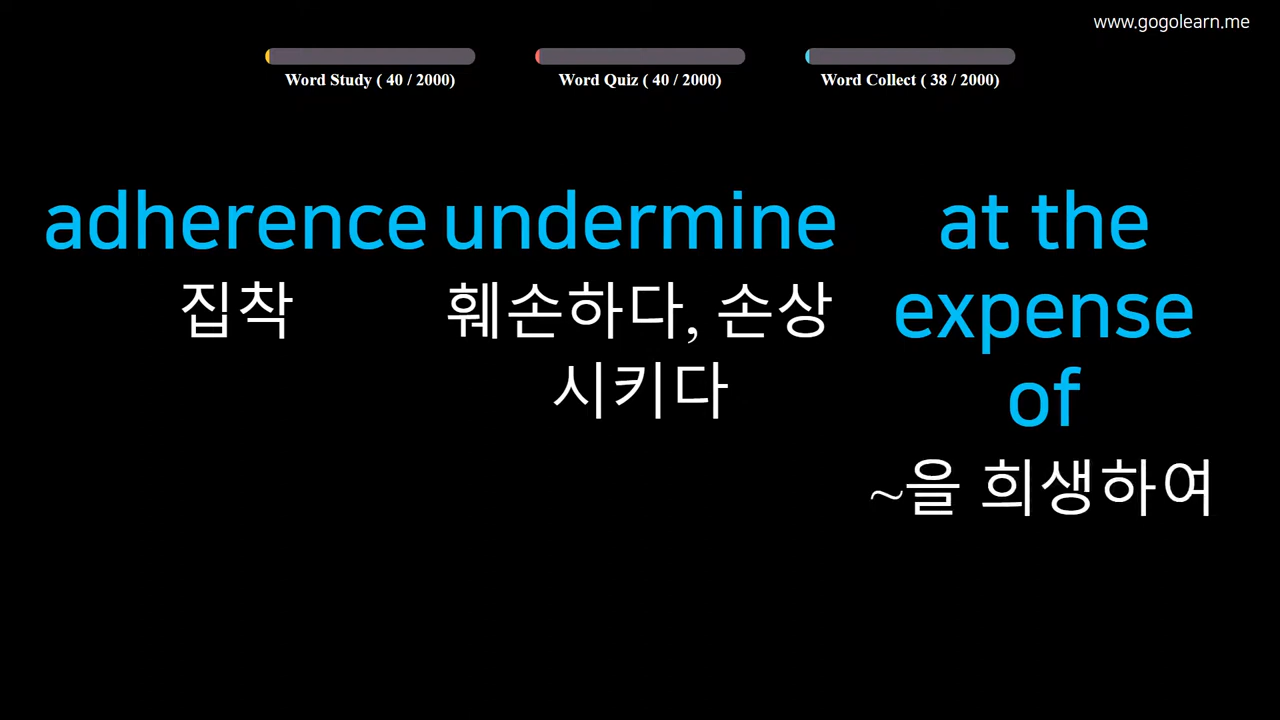 www.gogolearn.me
Word Study ( 40 / 2000)
Word Quiz ( 40 / 2000)
Word Collect ( 38 / 2000)
adherence
집착
undermine
훼손하다, 손상
시키다
at the
expense
of
~을 희생하여